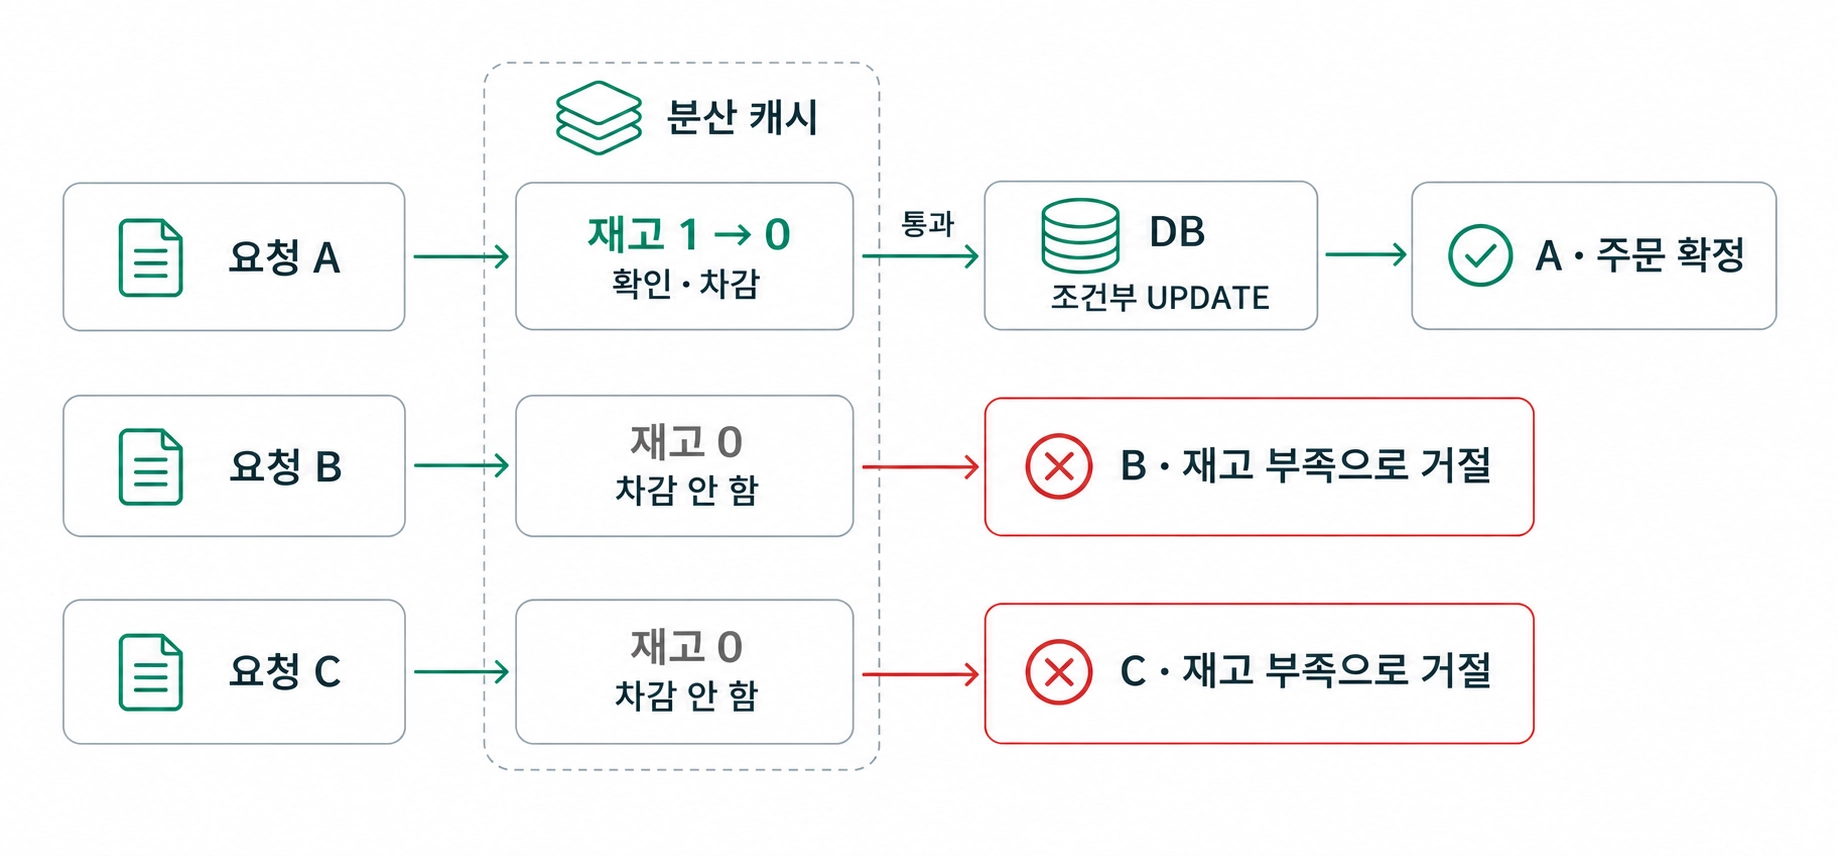 분산 캐시
요청 A
재고 1 → 0
확인 · 차감
통과
DB
조건부 UPDATE
A · 주문 확정
요청 B
재고 0
차감 안 함
B · 재고 부족으로 거절
요청 C
재고 0
차감 안 함
C · 재고 부족으로 거절